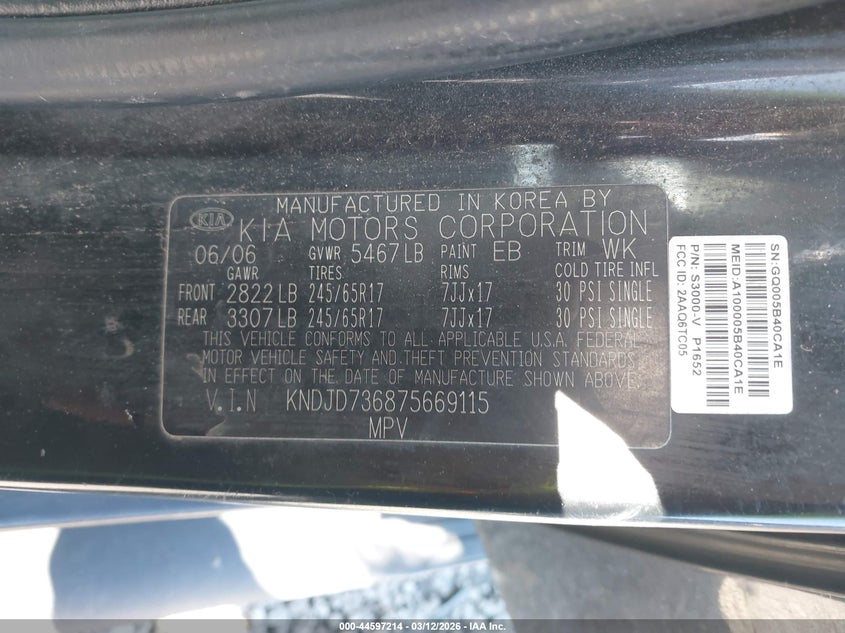 MANUFACTURED IN KOREA BY
KIA KIA MOTORS CORPORATION
06/06 GVWR 5467LB PAINT EB TRIM WK
GAWR TIRES RIMS COLD TIRE INFL
FRONT 2822LB 245/65R17 7JJx17 30 PSI SINGLE
REAR 3307LB 245/65R17 7JJx17 30 PSI SINGLE
THIS VEHICLE CONFORMS TO ALL APPLICABLE U.S.A. FEDERAL
MOTOR VEHICLE SAFETY AND THEFT PREVENTION STANDARDS
IN EFFECT ON THE DATE OF MANUFACTURE SHOWN ABOVE.
V.I.N KNDJD736875669115
MPV
SN:GQ005B40CA1E
MEID:A100005B40CA1E
P/N: S3000-V P1652
FCC ID: 2AAQ6TC05
000-44597214 - 03/12/2026 - IAA Inc.